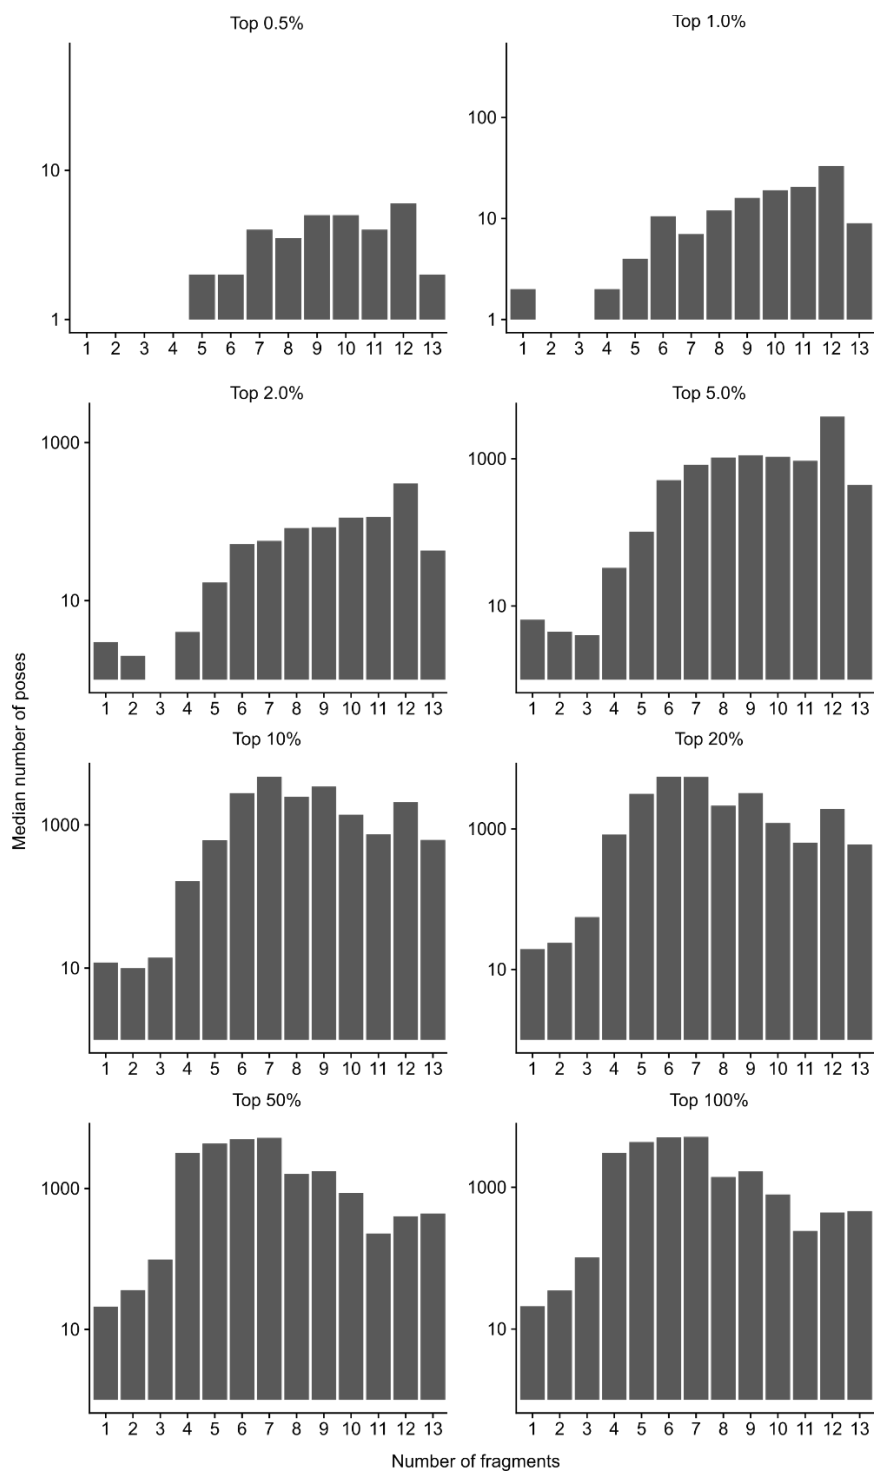 Top 0.5%
10
1
1 2 3 4 5 6 7 8 9 10 11 12 13
Top 1.0%
100
10
1
1 2 3 4 5 6 7 8 9 10 11 12 13
Top 2.0%
1000
10
1 2 3 4 5 6 7 8 9 10 11 12 13
Top 5.0%
1000
10
1 2 3 4 5 6 7 8 9 10 11 12 13
Median number of poses
Top 10%
1000
10
1 2 3 4 5 6 7 8 9 10 11 12 13
Top 20%
1000
10
1 2 3 4 5 6 7 8 9 10 11 12 13
Top 50%
1000
10
1 2 3 4 5 6 7 8 9 10 11 12 13
Top 100%
1000
10
1 2 3 4 5 6 7 8 9 10 11 12 13
Number of fragments